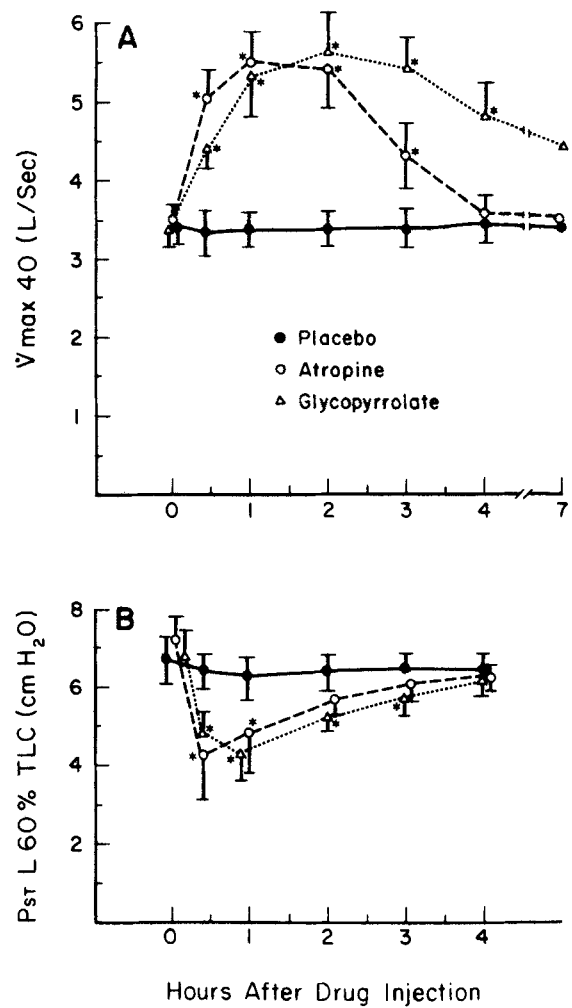 A
V̇max 40 (L/Sec)
6
5
4
3
2
1
* * * * * * * * *
Placebo
Atropine
Glycopyrrolate
0 1 2 3 4 7
B
PST L 60% TLC (cm H2O)
8
6
4
2
* * * * * *
0 1 2 3 4
Hours After Drug Injection